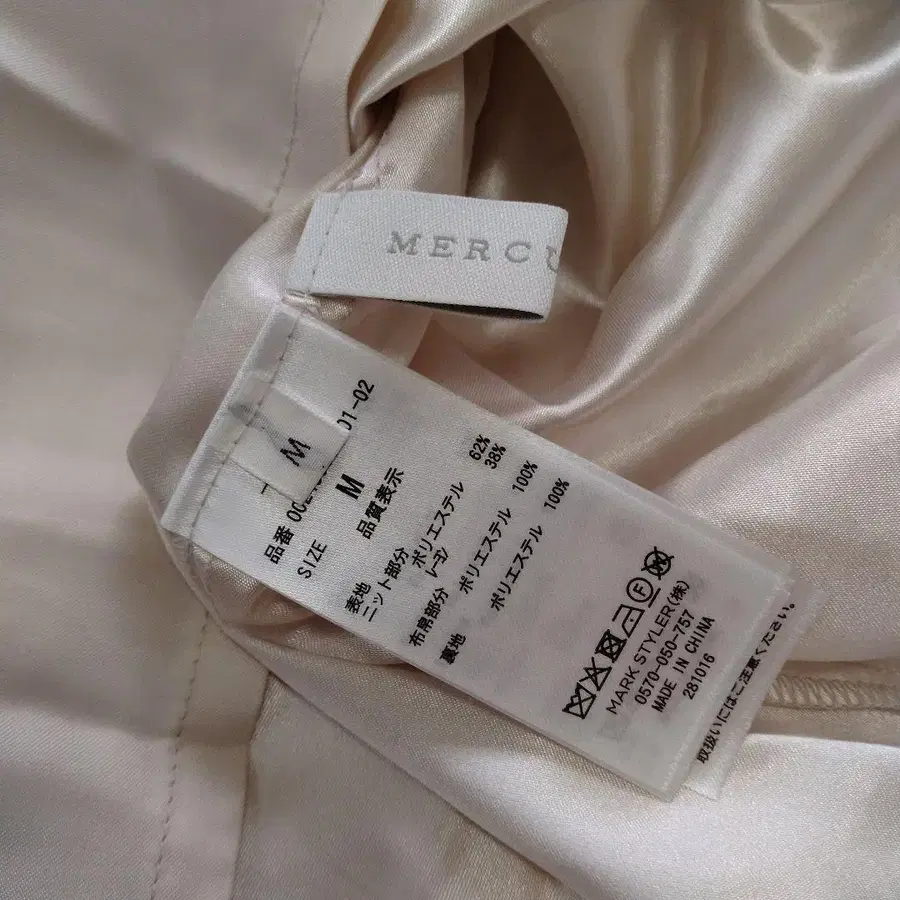 MERCU
M
品番 00 01-02
SIZE M
品質表示
表地
ニット部分 ポリエステル 62%
レーヨン 38%
布帛部分 ポリエステル 100%
裏地 ポリエステル 100%
F
MARK STYLER(株)
0570-050-757
MADE IN CHINA
281016
取扱いにはご注意ください。